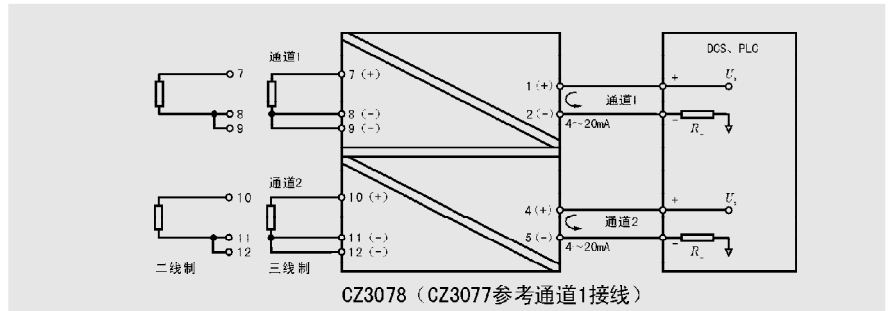 DCS、PLC
通道1
7
7 (+)
1 (+)
+
U
8
8 (-)
2 (-)
通道1
-
R
9
9 (-)
4~20mA
通道2
10
10 (+)
4 (+)
+
U
11
11 (-)
5 (-)
通道2
-
R
12
12 (-)
4~20mA
二线制
三线制
CZ3078（CZ3077参考通道1接线）